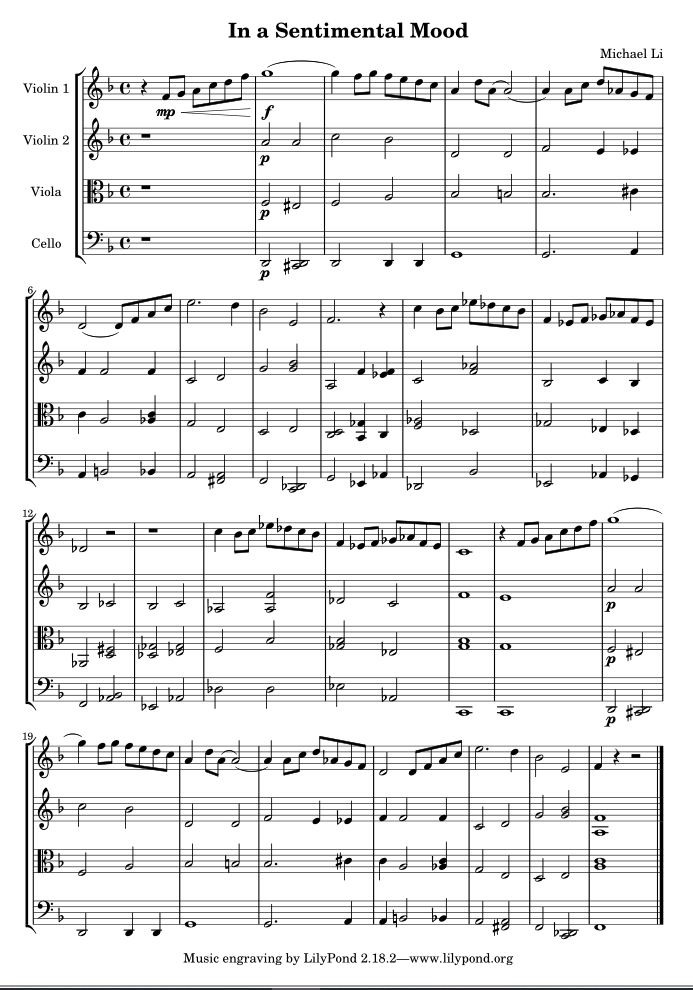 In a Sentimental Mood
Michael Li
Violin 1
mp
f
Violin 2
p
Viola
p
Cello
p
6
12
p
p
p
19
Music engraving by LilyPond 2.18.2—www.lilypond.org